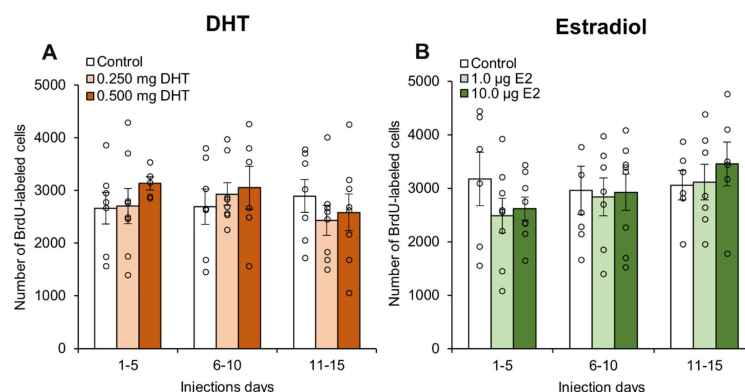 DHT
A
Control
0.250 mg DHT
0.500 mg DHT
Number of BrdU-labeled cells
5000
4000
3000
2000
1000
0
1-5
6-10
11-15
Injections days
Estradiol
B
Control
1.0 µg E2
10.0 µg E2
Number of BrdU-labeled cells
5000
4000
3000
2000
1000
0
1-5
6-10
11-15
Injection days